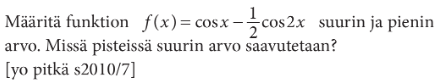 Määritä funktion f(x) = cos x − 1/2 cos 2x suurin ja pienin
arvo. Missä pisteissä suurin arvo saavutetaan?
[yo pitkä s2010/7]